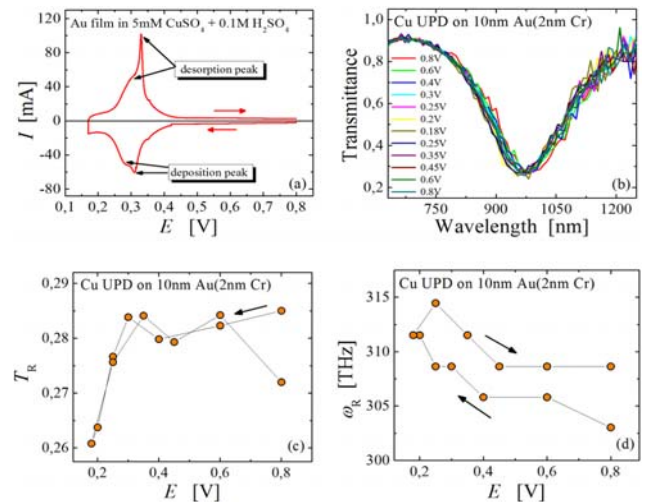 Au film in 5mM CuSO4 + 0.1M H2SO4
100
80
40
0
40
80
I [mA]
desorption peak
deposition peak
(a)
0,1 0,2 0,3 0,4 0,5 0,6 0,7 0,8 0,9
E [V]
Cu UPD on 10nm Au(2nm Cr)
1,0
0,8
0,6
0,4
0,2
Transmittance
0.8V
0.6V
0.4V
0.3V
0.25V
0.2V
0.18V
0.25V
0.35V
0.45V
0.6V
0.8V
(b)
750 900 1050 1200
Wavelength [nm]
Cu UPD on 10nm Au(2nm Cr)
0,29
0,28
0,27
0,26
TR
(c)
0,2 0,4 0,6 0,8
E [V]
Cu UPD on 10nm Au(2nm Cr)
315
310
305
300
ωR [THz]
(d)
0,2 0,4 0,6 0,8
E [V]